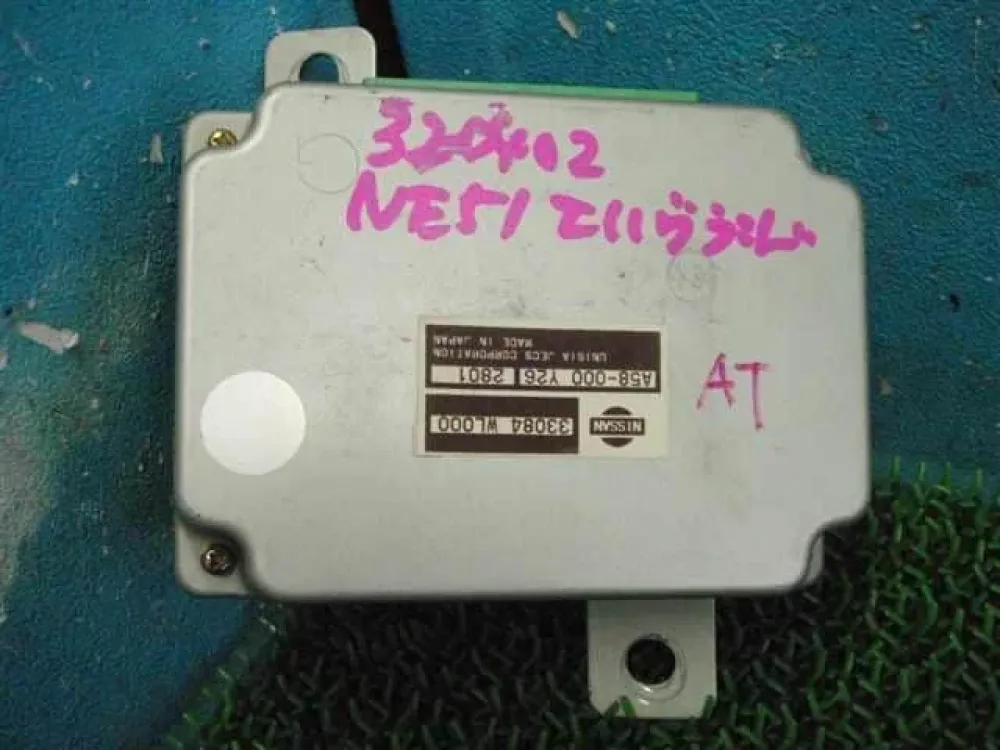 320402
NE51 エルグランド
AT
NISSAN
33084 WL000
A58-000 Y26 2801
UNISIA JECS CORPORATION
MADE IN JAPAN